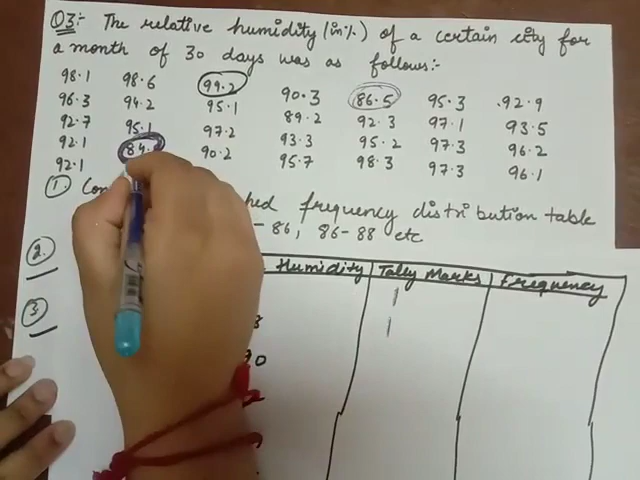 Q3:- The relative humidity (in%) of a certain city for
a month of 30 days was as follows:-
98.1 98.6 99.2 90.3 86.5 95.3 92.9
96.3 94.2 95.1 89.2 92.3 97.1 93.5
92.7 95.1 97.2 93.3 95.2 97.3 96.2
92.1 84. 90.2 95.7 98.3 97.3 96.1
92.1
1. Con hed frequency distribution table
- 86, 86-88 etc
2.
Humidity Tally Marks Frequency
3
8
90